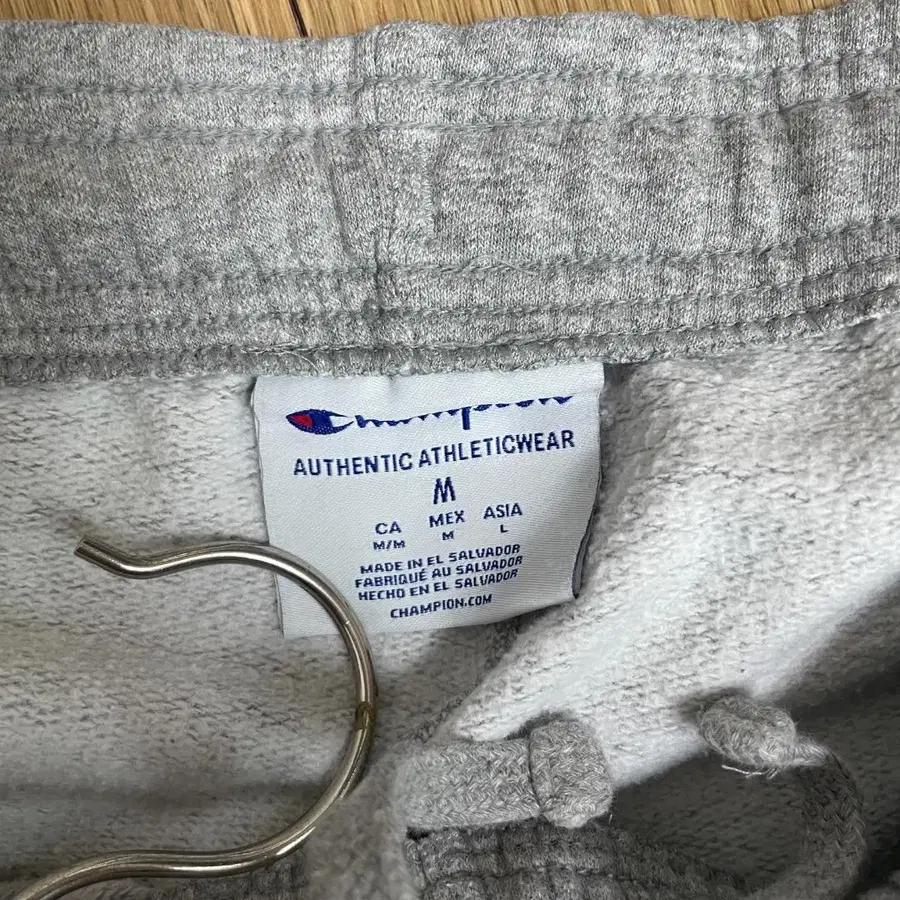 Champion
AUTHENTIC ATHLETICWEAR
M
CA MEX ASIA
M/M M L
MADE IN EL SALVADOR
FABRIQUÉ AU SALVADOR
HECHO EN EL SALVADOR
CHAMPION.COM